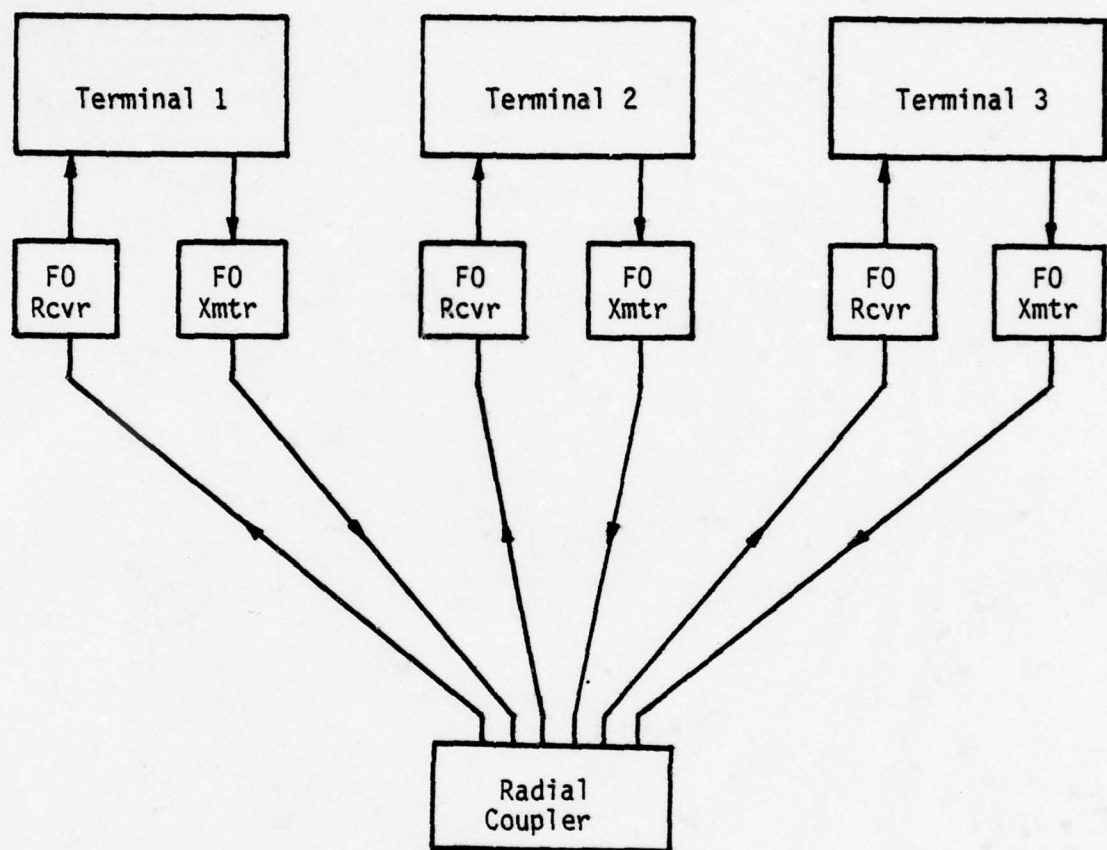 Terminal 1
Terminal 2
Terminal 3
FO
Rcvr
FO
Xmtr
FO
Rcvr
FO
Xmtr
FO
Rcvr
FO
Xmtr
Radial
Coupler